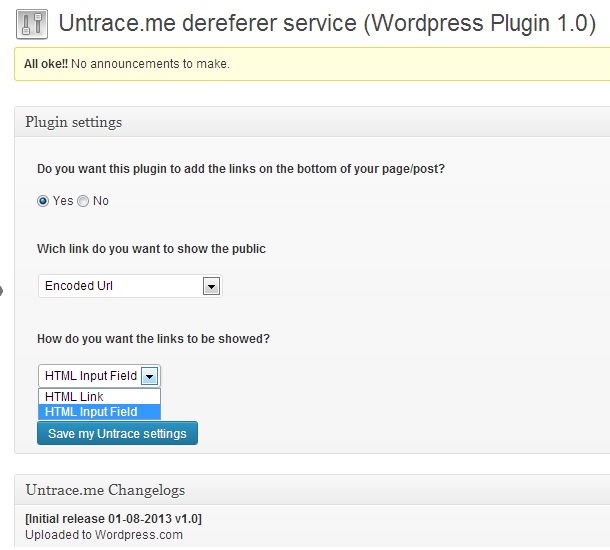 Untrace.me dereferer service (Wordpress Plugin 1.0)
All oke!! No announcements to make.
Plugin settings
Do you want this plugin to add the links on the bottom of your page/post?
Yes No
Wich link do you want to show the public
Encoded Url
How do you want the links to be showed?
HTML Input Field
HTML Link
HTML Input Field
Save my Untrace settings
Untrace.me Changelogs
[Initial release 01-08-2013 v1.0]
Uploaded to Wordpress.com